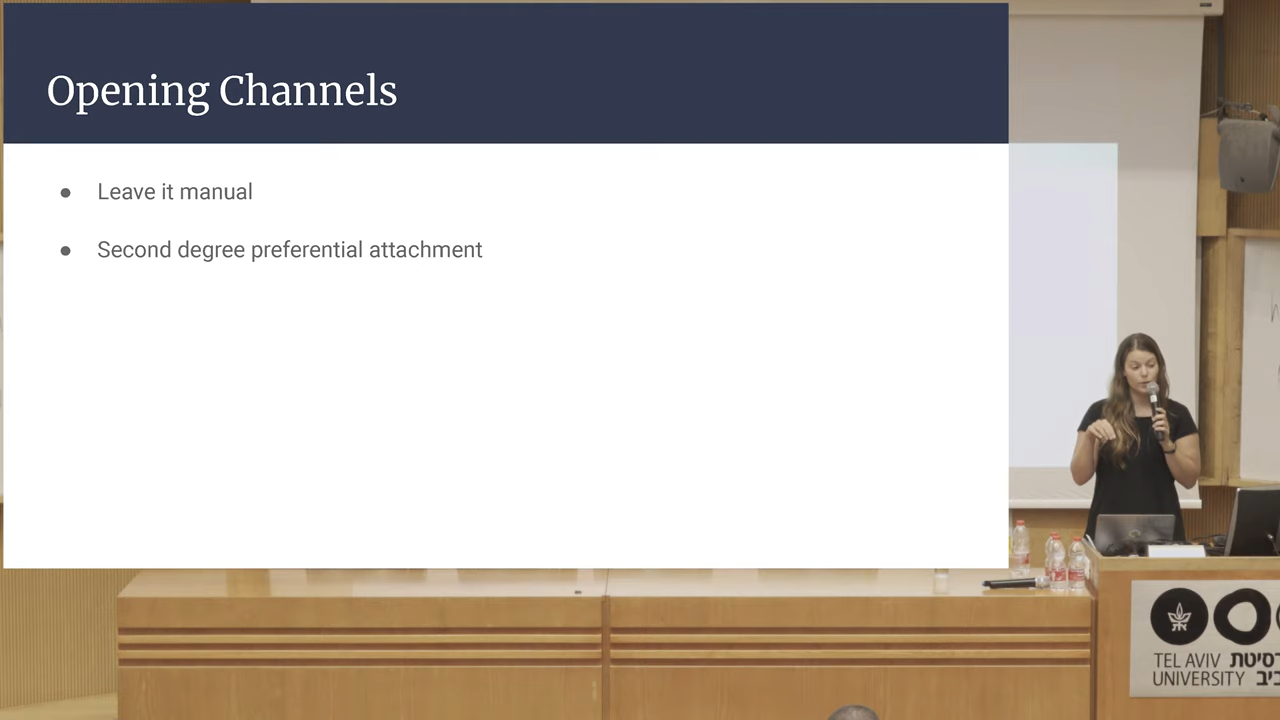 Opening Channels
● Leave it manual
● Second degree preferential attachment
TEL AVIV
UNIVERSITY